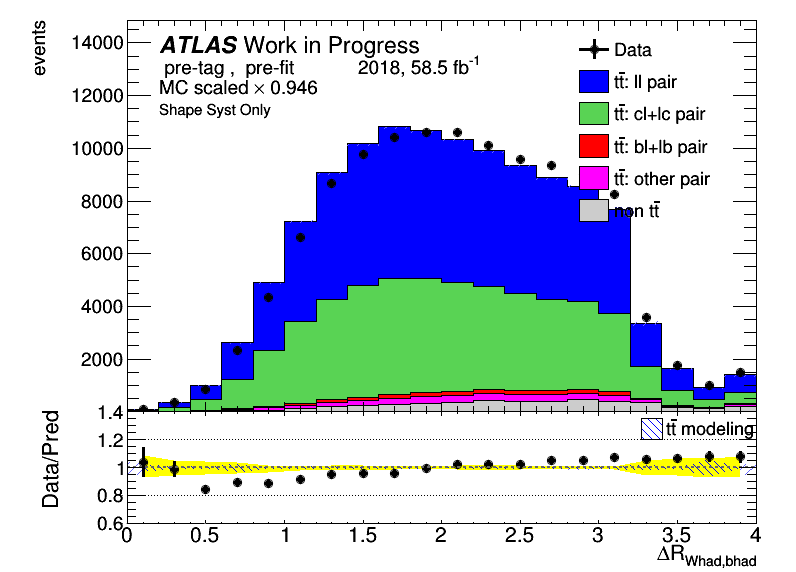 events
14000
12000
10000
8000
6000
4000
2000
ATLAS Work in Progress
pre-tag , pre-fit 2018, 58.5 fb⁻¹
MC scaled × 0.946
Shape Syst Only
Data
tt̄: ll pair
tt̄: cl+lc pair
tt̄: bl+lb pair
tt̄: other pair
non tt̄
Data/Pred
1.4
1.2
1
0.8
0.6
tt̄ modeling
0 0.5 1 1.5 2 2.5 3 3.5 4
ΔR_Whad,bhad